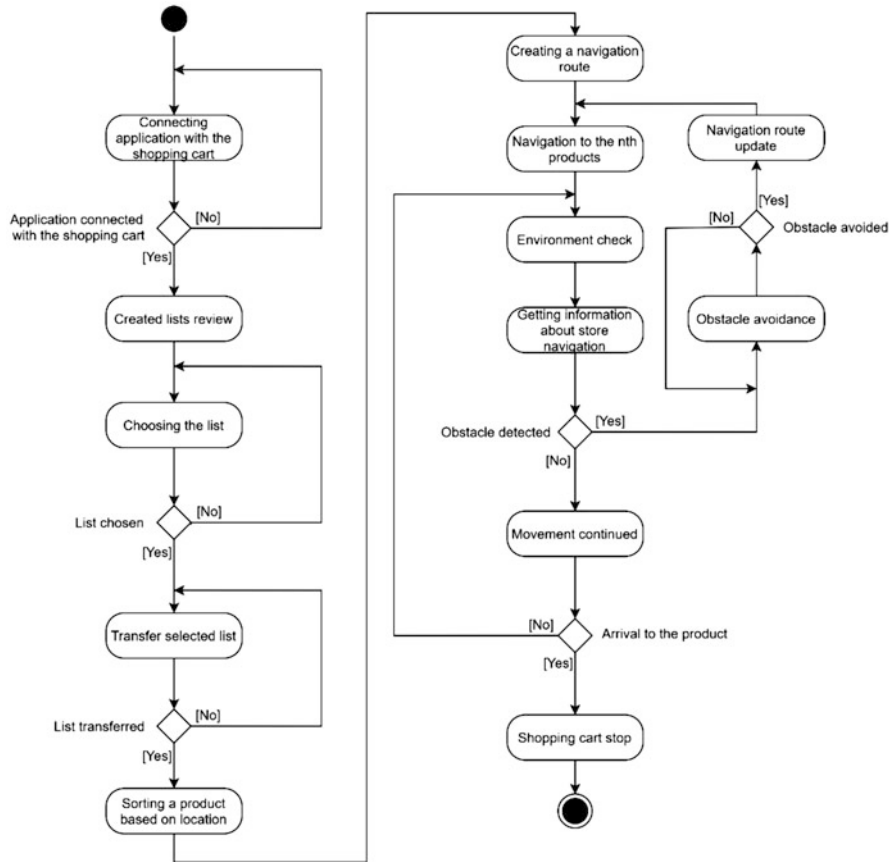 Connecting
application with the
shopping cart
Application connected
with the shopping cart
[No]
[Yes]
Created lists review
Choosing the list
List chosen
[No]
[Yes]
Transfer selected list
List transferred
[No]
[Yes]
Sorting a product
based on location
Creating a navigation
route
Navigation to the nth
products
Environment check
Getting information
about store
navigation
Obstacle detected
[Yes]
[No]
Movement continued
[No]
Arrival to the product
[Yes]
Shopping cart stop
Navigation route
update
[Yes]
[No]
Obstacle avoided
Obstacle avoidance